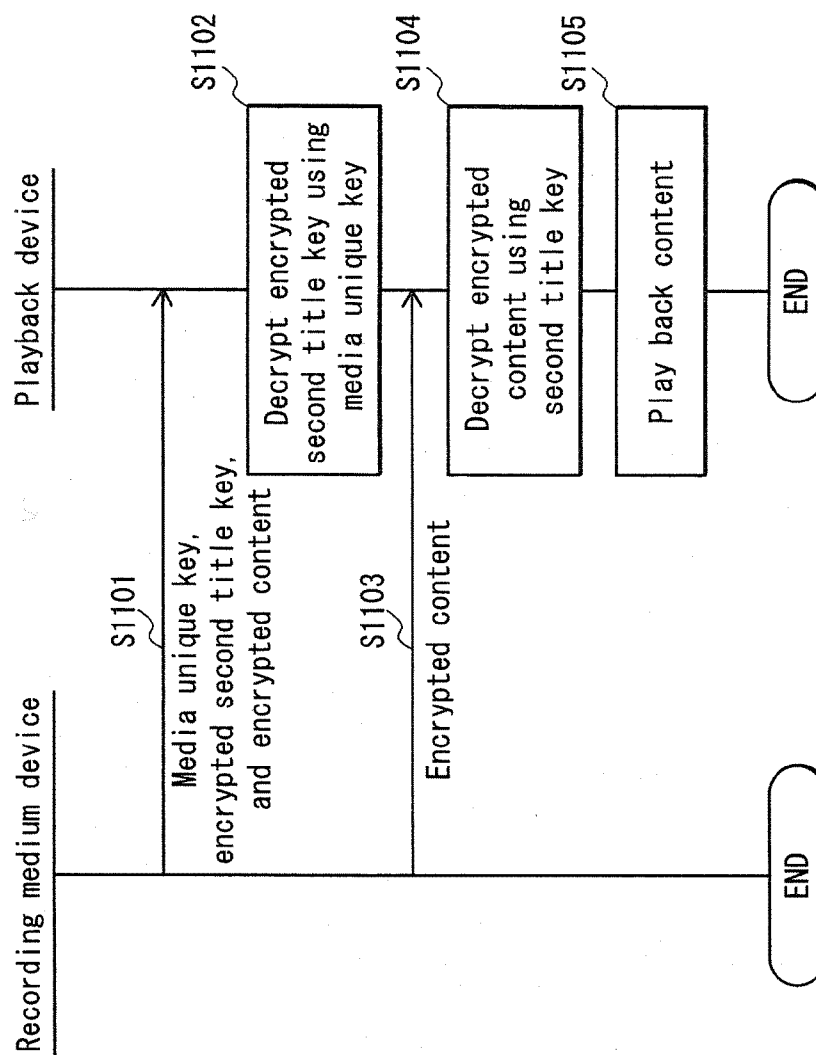 Recording medium device
Playback device
S1101
Media unique key,
encrypted second title key,
and encrypted content
S1102
Decrypt encrypted
second title key using
media unique key
S1103
Encrypted content
S1104
Decrypt encrypted
content using
second title key
S1105
Play back content
END
END